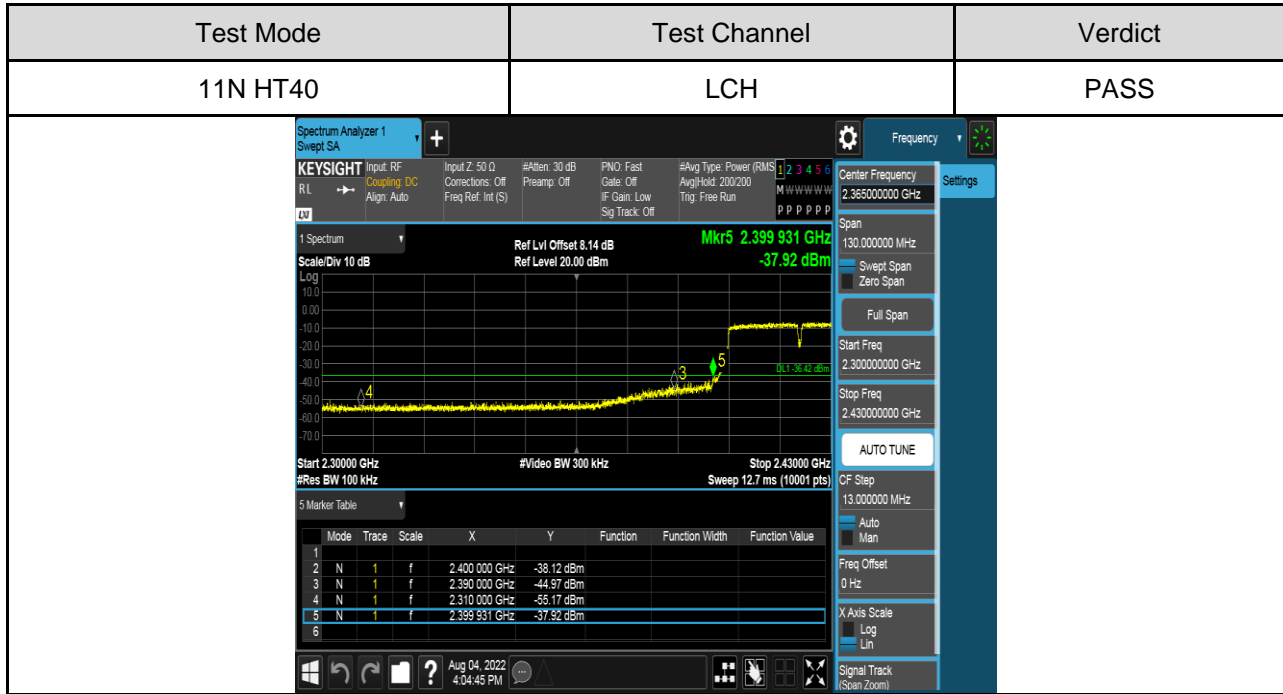 Test Mode Test Channel Verdict
11N HT40 LCH PASS
Spectrum Analyzer 1
Swept SA
+
Frequency
KEYSIGHT Input: RF Input Z: 50 Ω #Atten: 30 dB PNO: Fast #Avg Type: Power (RMS 1 2 3 4 5 6
RL Coupling: DC Corrections: Off Preamp: Off Gate: Off Avg|Hold: 200/200 M W W W W W
Align: Auto Freq Ref: Int (S) IF Gain: Low Trig: Free Run
LXI Sig Track: Off P P P P P P
1 Spectrum Ref Lvl Offset 8.14 dB Mkr5 2.399 931 GHz
Scale/Div 10 dB Ref Level 20.00 dBm -37.92 dBm
Log
10.0
0.00
-10.0
-20.0
-30.0
-40.0
-50.0
-60.0
-70.0
5
3
4
DL1 -36.42 dBm
Start 2.30000 GHz #Video BW 300 kHz Stop 2.43000 GHz
#Res BW 100 kHz Sweep 12.7 ms (10001 pts)
5 Marker Table
Mode Trace Scale X Y Function Function Width Function Value
1
2 N 1 f 2.400 000 GHz -38.12 dBm
3 N 1 f 2.390 000 GHz -44.97 dBm
4 N 1 f 2.310 000 GHz -55.17 dBm
5 N 1 f 2.399 931 GHz -37.92 dBm
6
Center Frequency
2.365000000 GHz
Settings
Span
130.000000 MHz
Swept Span
Zero Span
Full Span
Start Freq
2.300000000 GHz
Stop Freq
2.430000000 GHz
AUTO TUNE
CF Step
13.000000 MHz
Auto
Man
Freq Offset
0 Hz
X Axis Scale
Log
Lin
Signal Track
(Span Zoom)
? Aug 04, 2022
4:04:45 PM